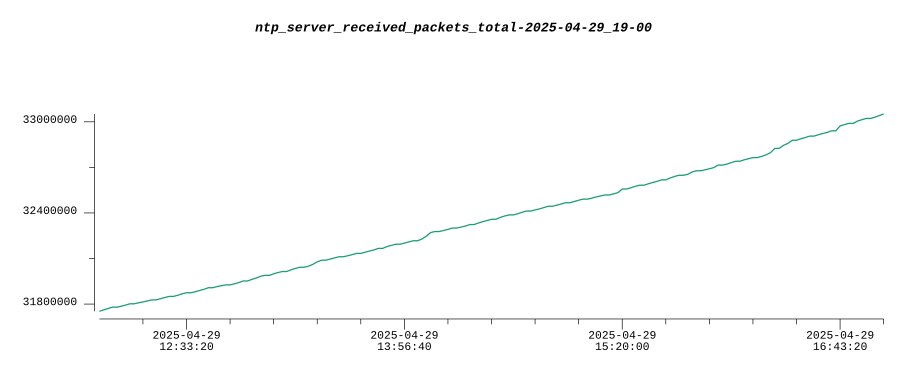 ntp_server_received_packets_total-2025-04-29_19-00
33000000
32400000
31800000
2025-04-29 2025-04-29 2025-04-29 2025-04-29
12:33:20 13:56:40 15:20:00 16:43:20